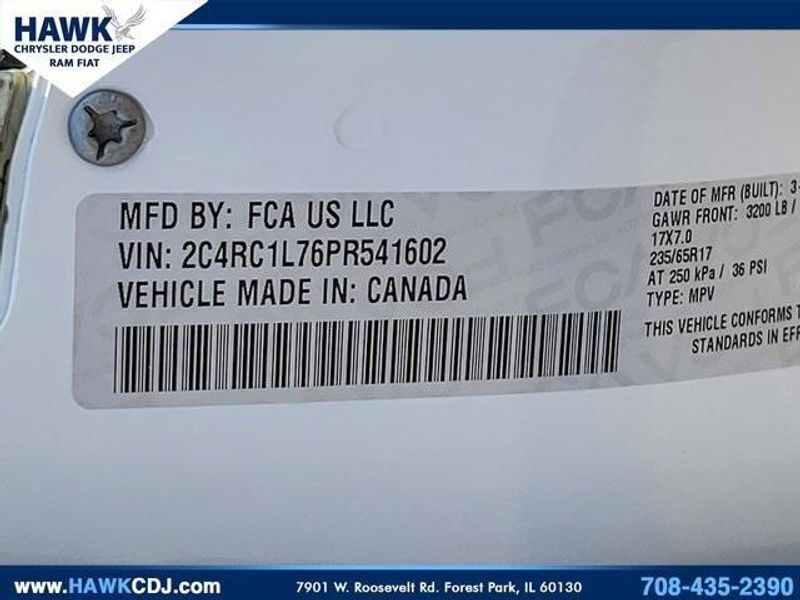 HAWK
CHRYSLER DODGE JEEP
RAM FIAT
MFD BY: FCA US LLC
VIN: 2C4RC1L76PR541602
VEHICLE MADE IN: CANADA
DATE OF MFR (BUILT): 3-
GAWR FRONT: 3200 LB /
17X7.0
235/65R17
AT 250 kPa / 36 PSI
TYPE: MPV
THIS VEHICLE CONFORMS T
STANDARDS IN EFF
www.HAWKCDJ.com
7901 W. Roosevelt Rd. Forest Park, IL 60130
708-435-2390